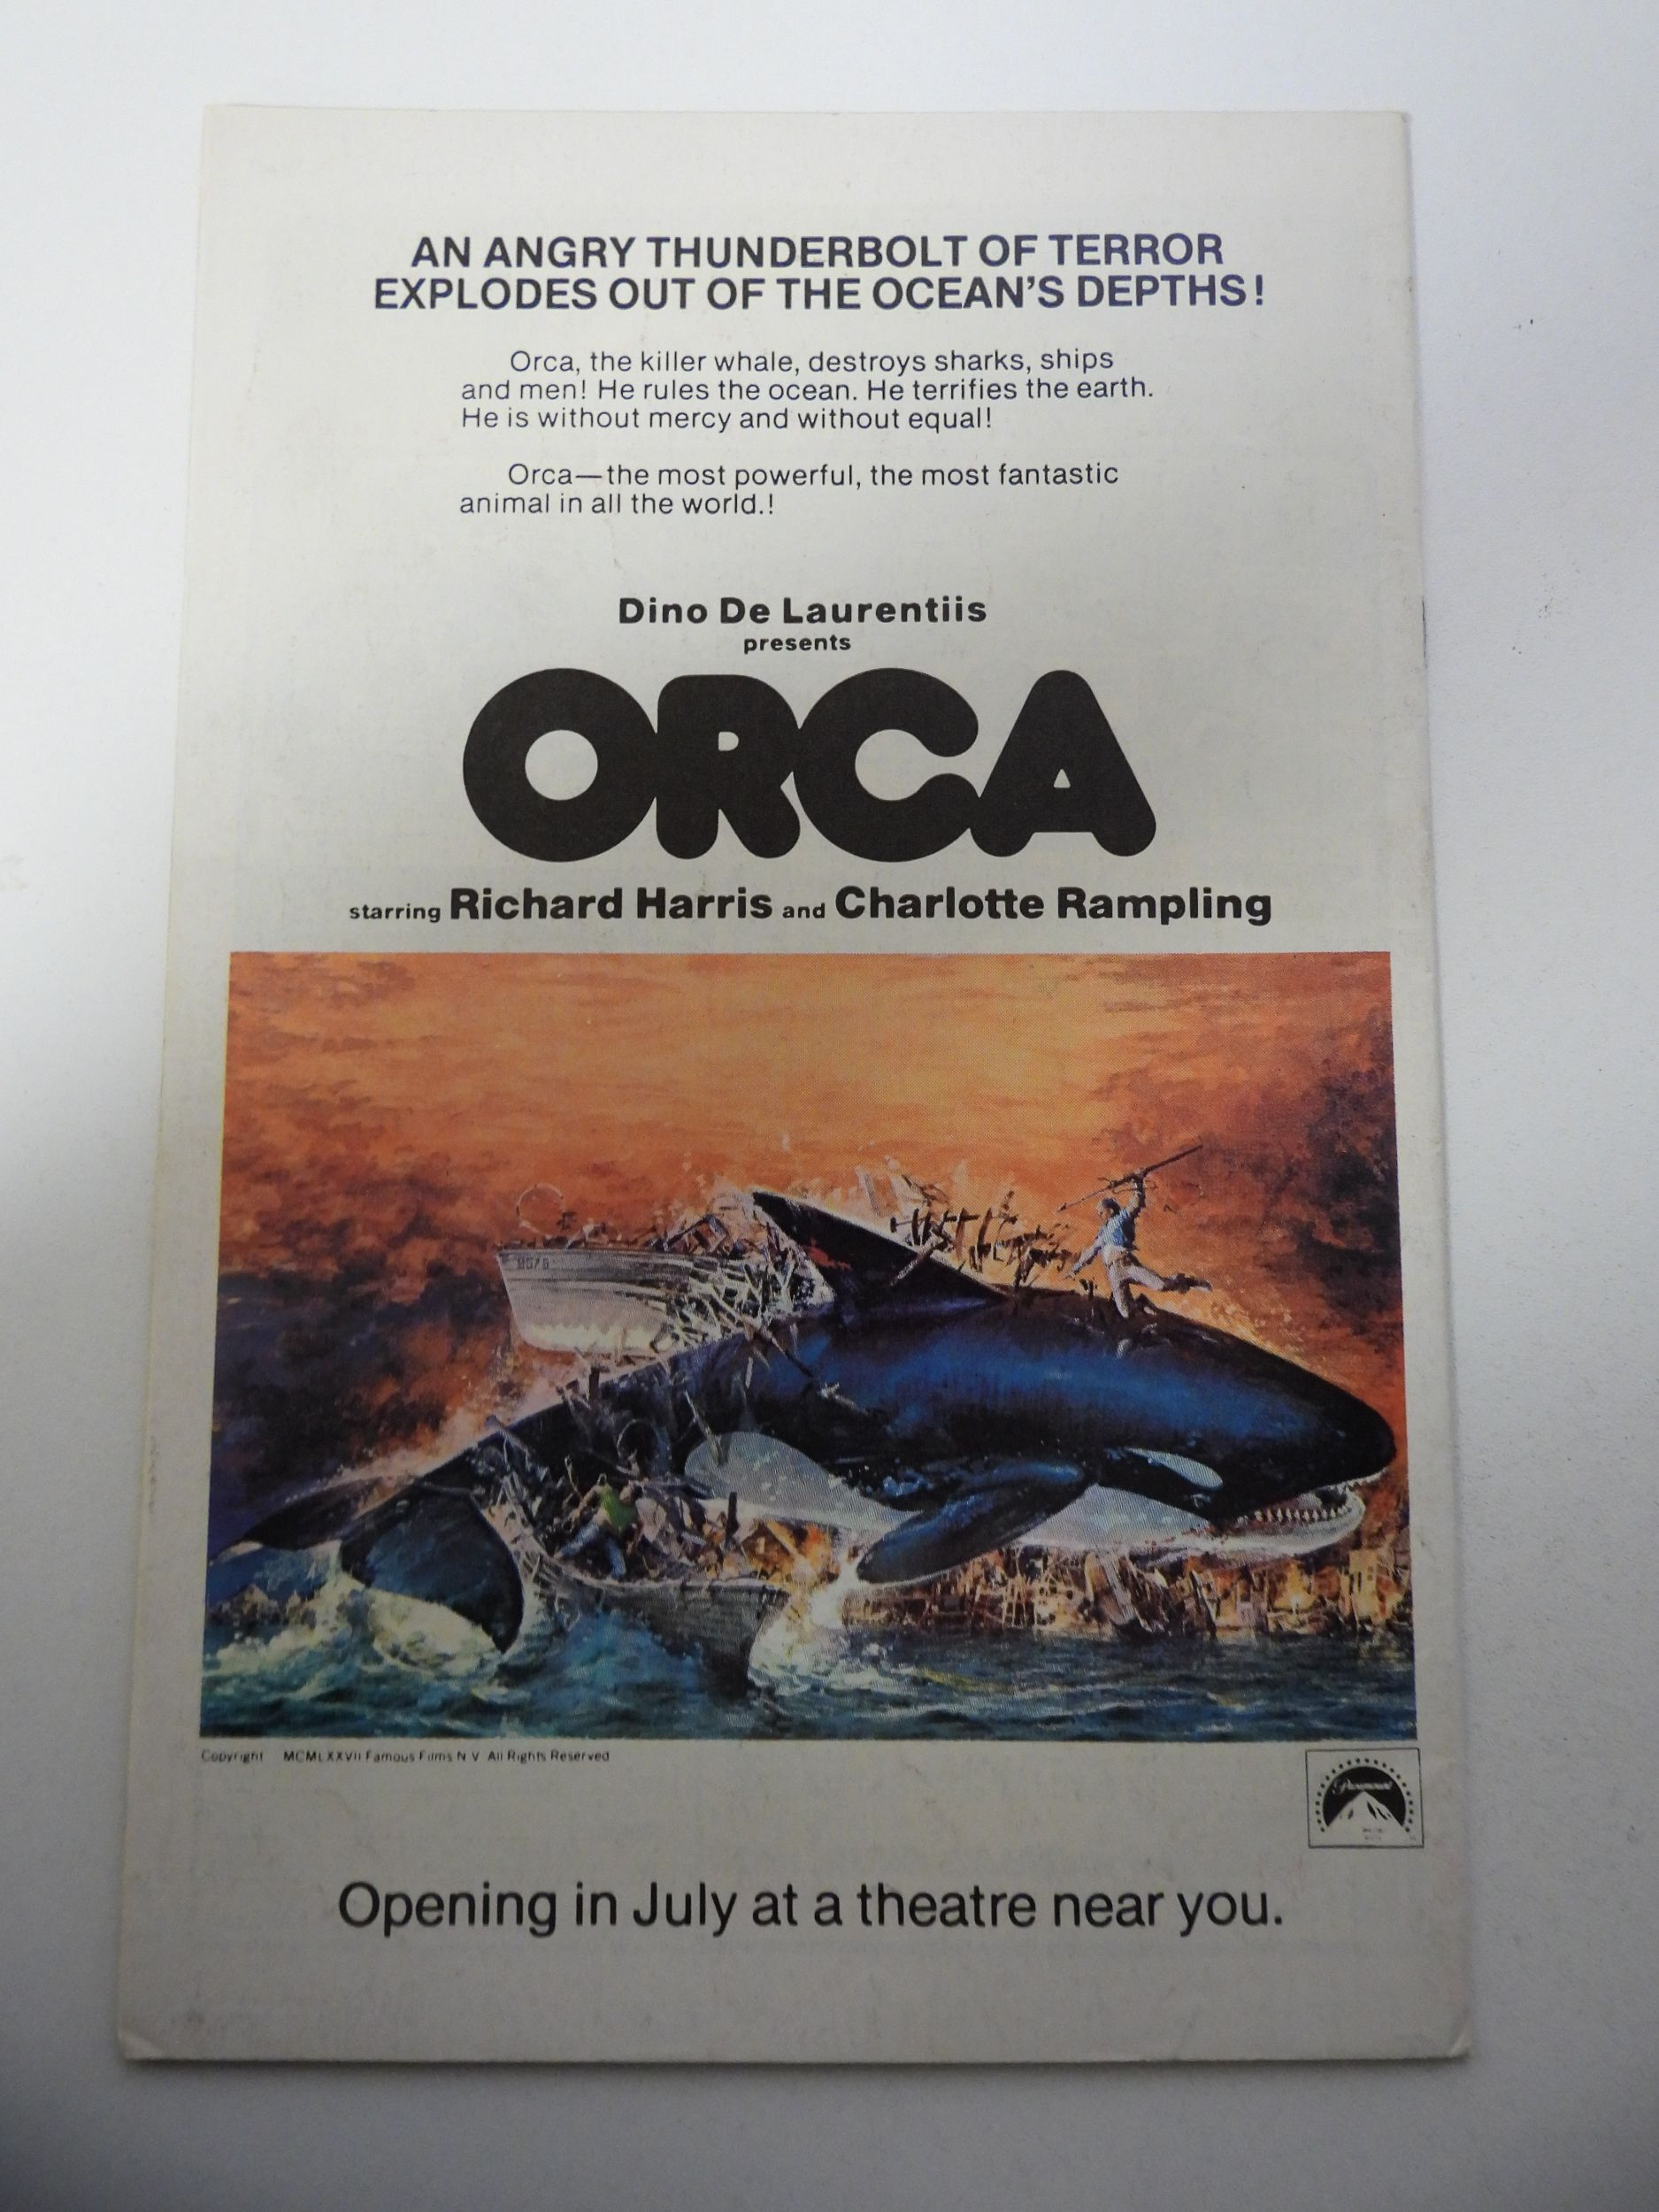 AN ANGRY THUNDERBOLT OF TERROR
EXPLODES OUT OF THE OCEAN'S DEPTHS!
Orca, the killer whale, destroys sharks, ships
and men! He rules the ocean. He terrifies the earth.
He is without mercy and without equal!
Orca—the most powerful, the most fantastic
animal in all the world.!
Dino De Laurentiis
presents
ORCA
starring Richard Harris and Charlotte Rampling
Copyright MCMLXXVII Famous Films N V All Rights Reserved
Paramount
Opening in July at a theatre near you.